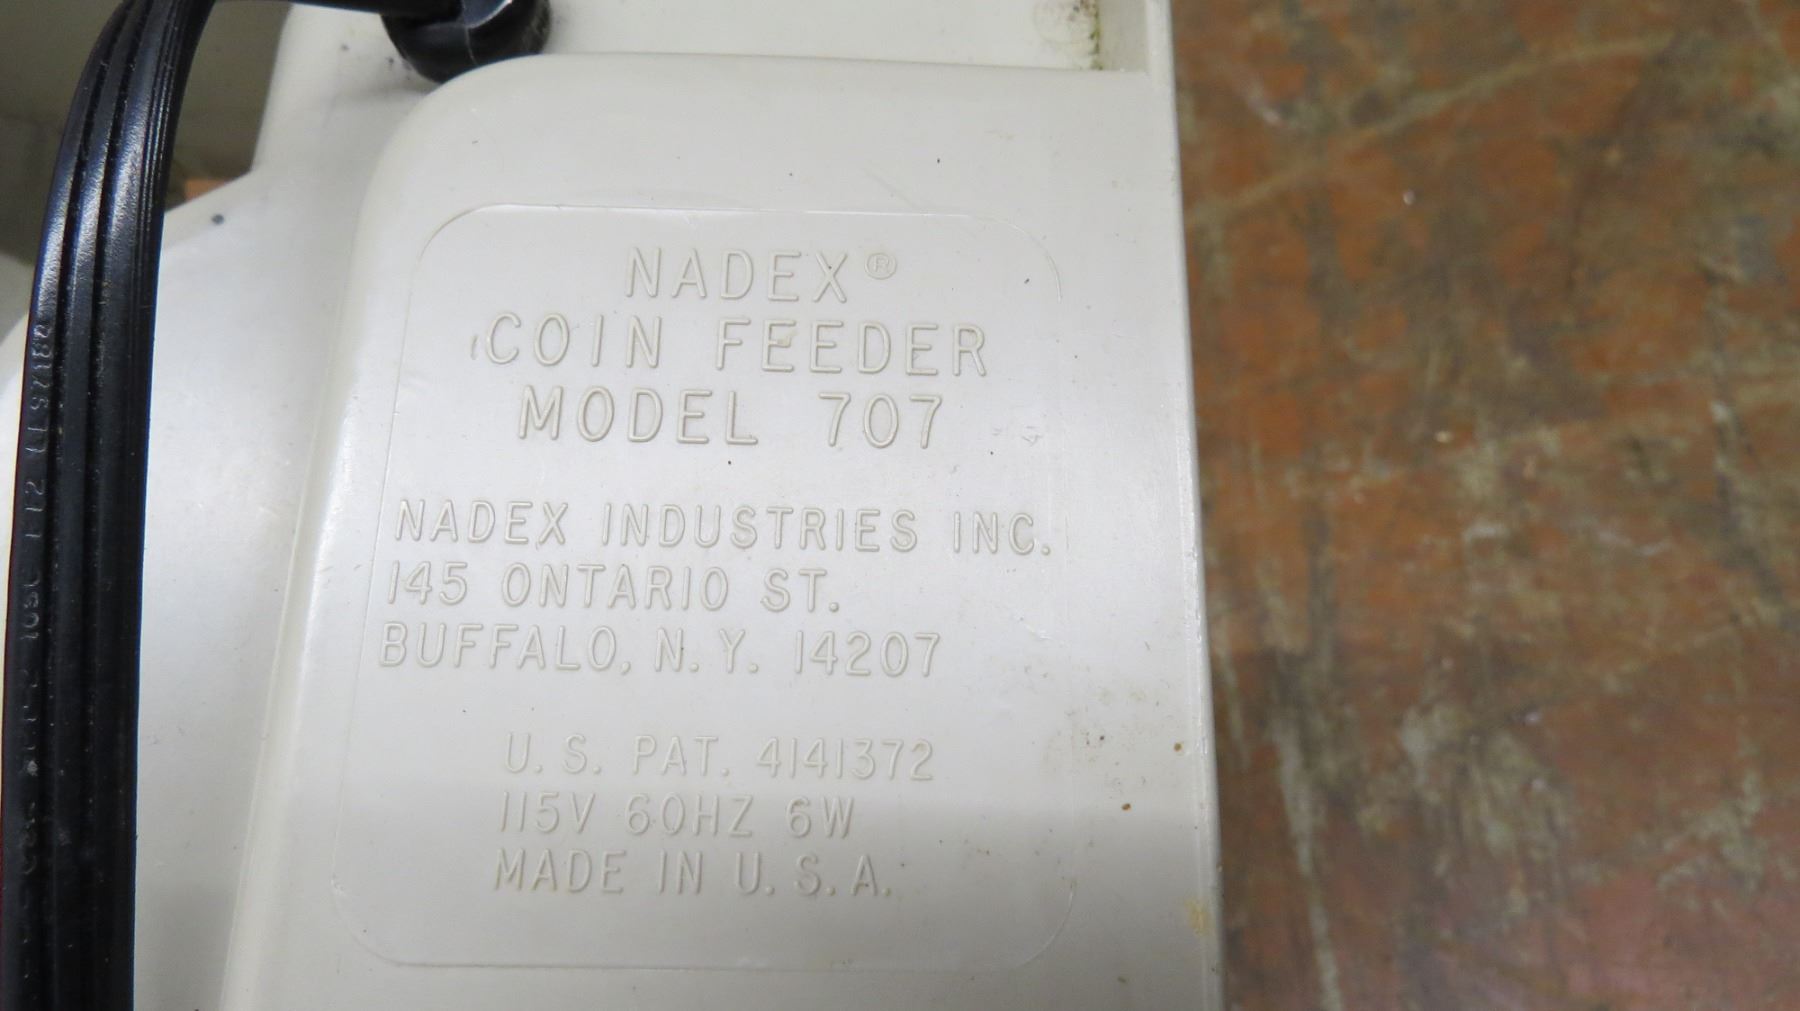 NADEX®
COIN FEEDER
MODEL 707
NADEX INDUSTRIES INC.
145 ONTARIO ST.
BUFFALO, N.Y. 14207
U.S. PAT. 4141372
115V 60HZ 6W
MADE IN U.S.A.